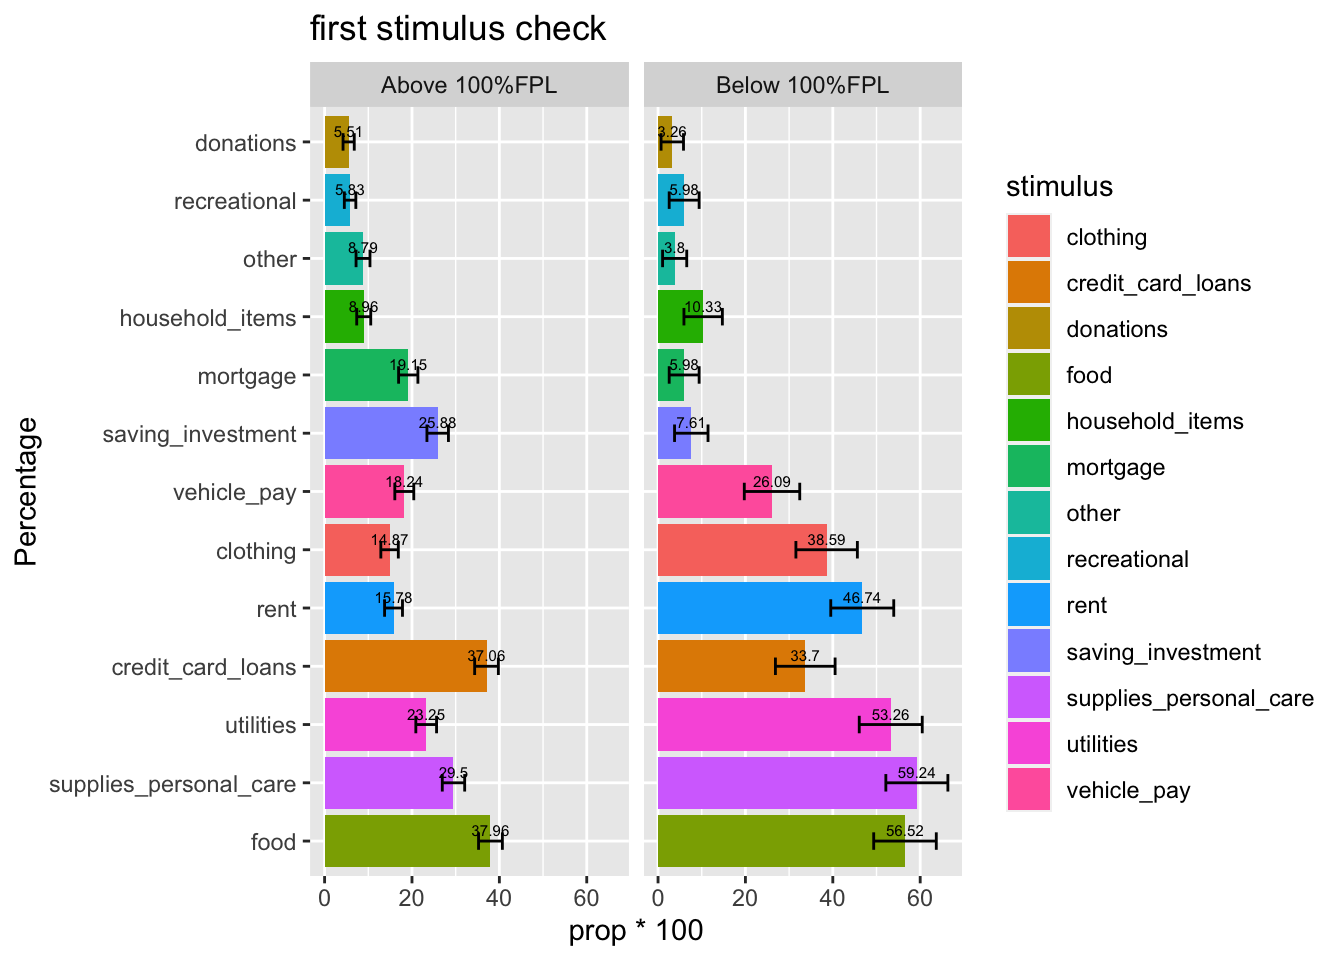 first stimulus check
Above 100%FPL
Below 100%FPL
Percentage
donations
5.51
3.26
recreational
5.83
5.98
other
8.79
3.8
household_items
8.96
10.33
mortgage
19.15
5.98
saving_investment
25.88
7.61
vehicle_pay
18.24
26.09
clothing
14.87
38.59
rent
15.78
46.74
credit_card_loans
37.06
33.7
utilities
23.25
53.26
supplies_personal_care
29.5
59.24
food
37.96
56.52
0 20 40 60
0 20 40 60
prop * 100
stimulus
clothing
credit_card_loans
donations
food
household_items
mortgage
other
recreational
rent
saving_investment
supplies_personal_care
utilities
vehicle_pay